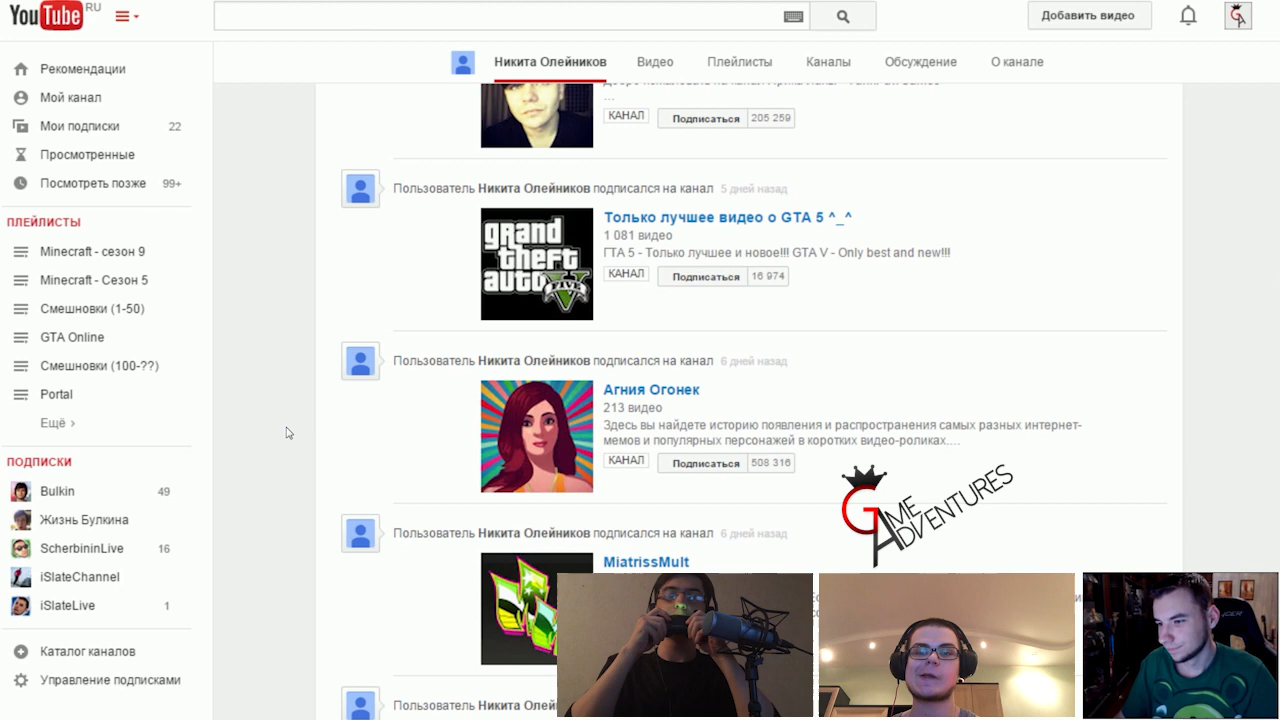 YouTube RU
Добавить видео
Никита Олейников Видео Плейлисты Каналы Обсуждение О канале
Рекомендации
Мой канал
Мои подписки 22
Просмотренные
Посмотреть позже 99+
ПЛЕЙЛИСТЫ
Minecraft - сезон 9
Minecraft - Сезон 5
Смешновки (1-50)
GTA Online
Смешновки (100-??)
Portal
Ещё ›
ПОДПИСКИ
Bulkin 49
Жизнь Булкина
ScherbininLive 16
iSlateChannel
iSlateLive 1
Каталог каналов
Управление подписками
...
КАНАЛ Подписаться 205 259
Пользователь Никита Олейников подписался на канал 5 дней назад
grand
theft
auto
FIVE
Только лучшее видео о GTA 5 ^_^
1 081 видео
ГТА 5 - Только лучшее и новое!!! GTA V - Only best and new!!!
КАНАЛ Подписаться 16 974
Пользователь Никита Олейников подписался на канал 6 дней назад
Агния Огонек
213 видео
Здесь вы найдете историю появления и распространения самых разных интернет-
мемов и популярных персонажей в коротких видео-роликах....
КАНАЛ Подписаться 508 316
GAME
ADVENTURES
Пользователь Никита Олейников подписался на канал 6 дней назад
MiatrissMult
Пользователь Никита Олейников